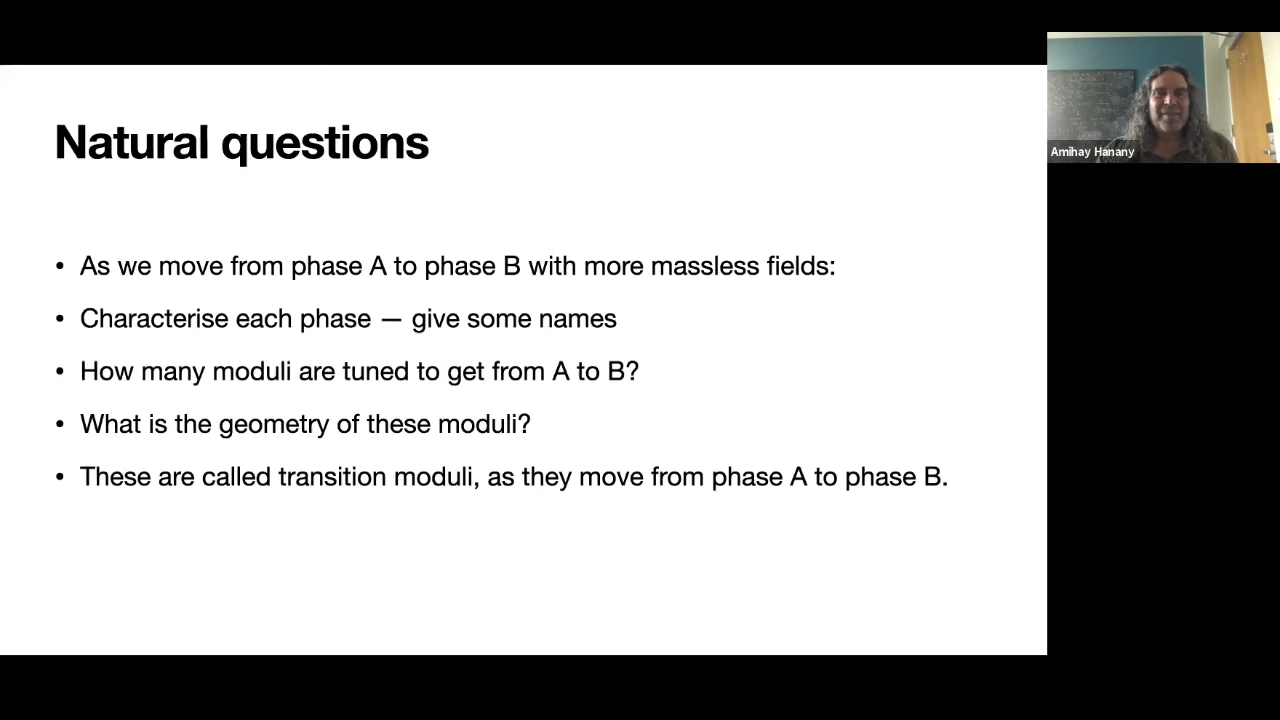 Natural questions
• As we move from phase A to phase B with more massless fields:
• Characterise each phase — give some names
• How many moduli are tuned to get from A to B?
• What is the geometry of these moduli?
• These are called transition moduli, as they move from phase A to phase B.
Amihay Hanany